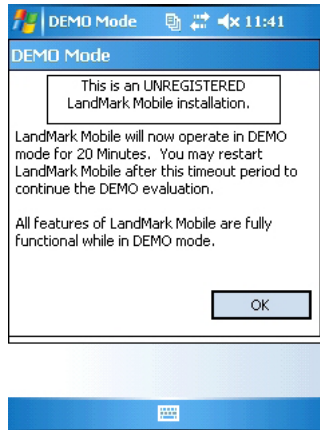 DEMO Mode 11:41
DEMO Mode
This is an UNREGISTERED
LandMark Mobile installation.
LandMark Mobile will now operate in DEMO
mode for 20 Minutes.  You may restart
LandMark Mobile after this timeout period to
continue the DEMO evaluation.
All features of LandMark Mobile are fully
functional while in DEMO mode.
OK